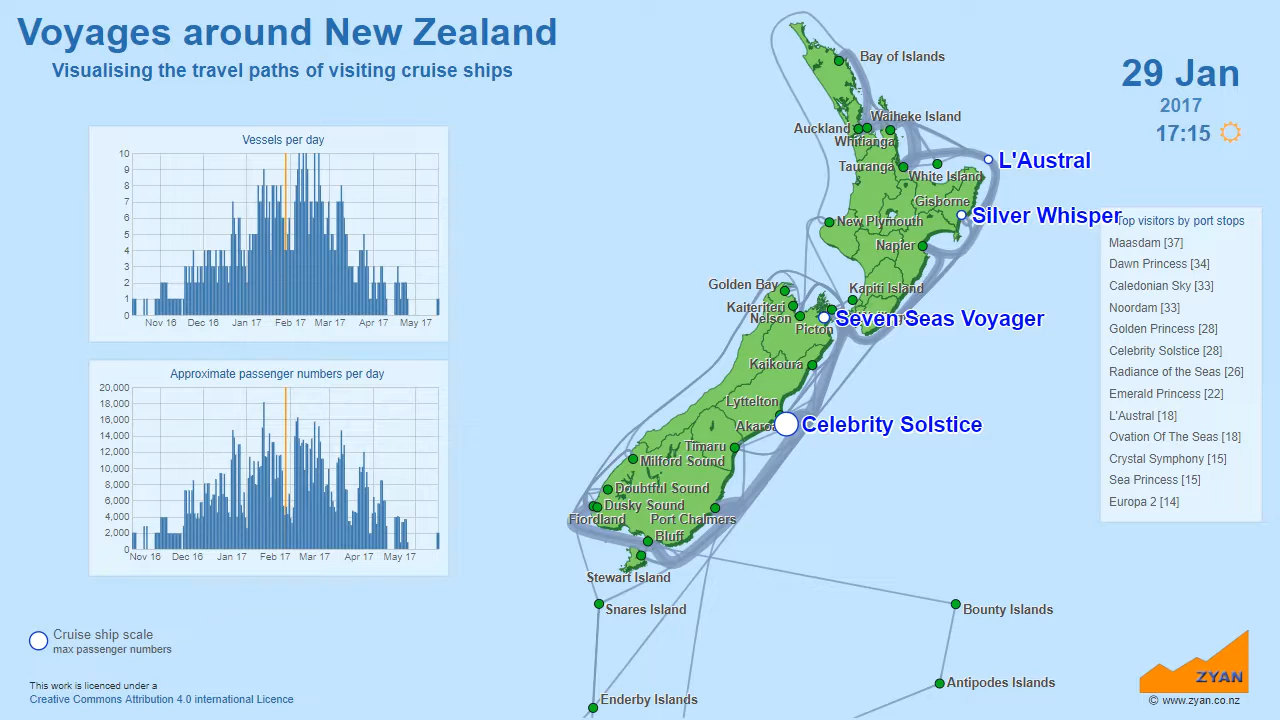 Voyages around New Zealand
Visualising the travel paths of visiting cruise ships
29 Jan
2017
17:15
Vessels per day
10
9
8
7
6
5
4
3
2
1
0
Nov 16 Dec 16 Jan 17 Feb 17 Mar 17 Apr 17 May 17
Approximate passenger numbers per day
20,000
18,000
16,000
14,000
12,000
10,000
8,000
6,000
4,000
2,000
0
Nov 16 Dec 16 Jan 17 Feb 17 Mar 17 Apr 17 May 17
Cruise ship scale
max passenger numbers
This work is licenced under a
Creative Commons Attribution 4.0 international Licence
Bay of Islands
Waiheke Island
Auckland
Whitianga
Tauranga
White Island
L'Austral
Gisborne
Silver Whisper
New Plymouth
Napier
Golden Bay
Kapiti Island
Kaiteriteri
Nelson
Seven Seas Voyager
Picton
Kaikoura
Lyttelton
Akaroa
Celebrity Solstice
Timaru
Milford Sound
Doubtful Sound
Dusky Sound
Fiordland
Port Chalmers
Bluff
Stewart Island
Snares Island
Bounty Islands
Antipodes Islands
Enderby Islands
Top visitors by port stops
Maasdam [37]
Dawn Princess [34]
Caledonian Sky [33]
Noordam [33]
Golden Princess [28]
Celebrity Solstice [28]
Radiance of the Seas [26]
Emerald Princess [22]
L'Austral [18]
Ovation Of The Seas [18]
Crystal Symphony [15]
Sea Princess [15]
Europa 2 [14]
ZYAN
© www.zyan.co.nz